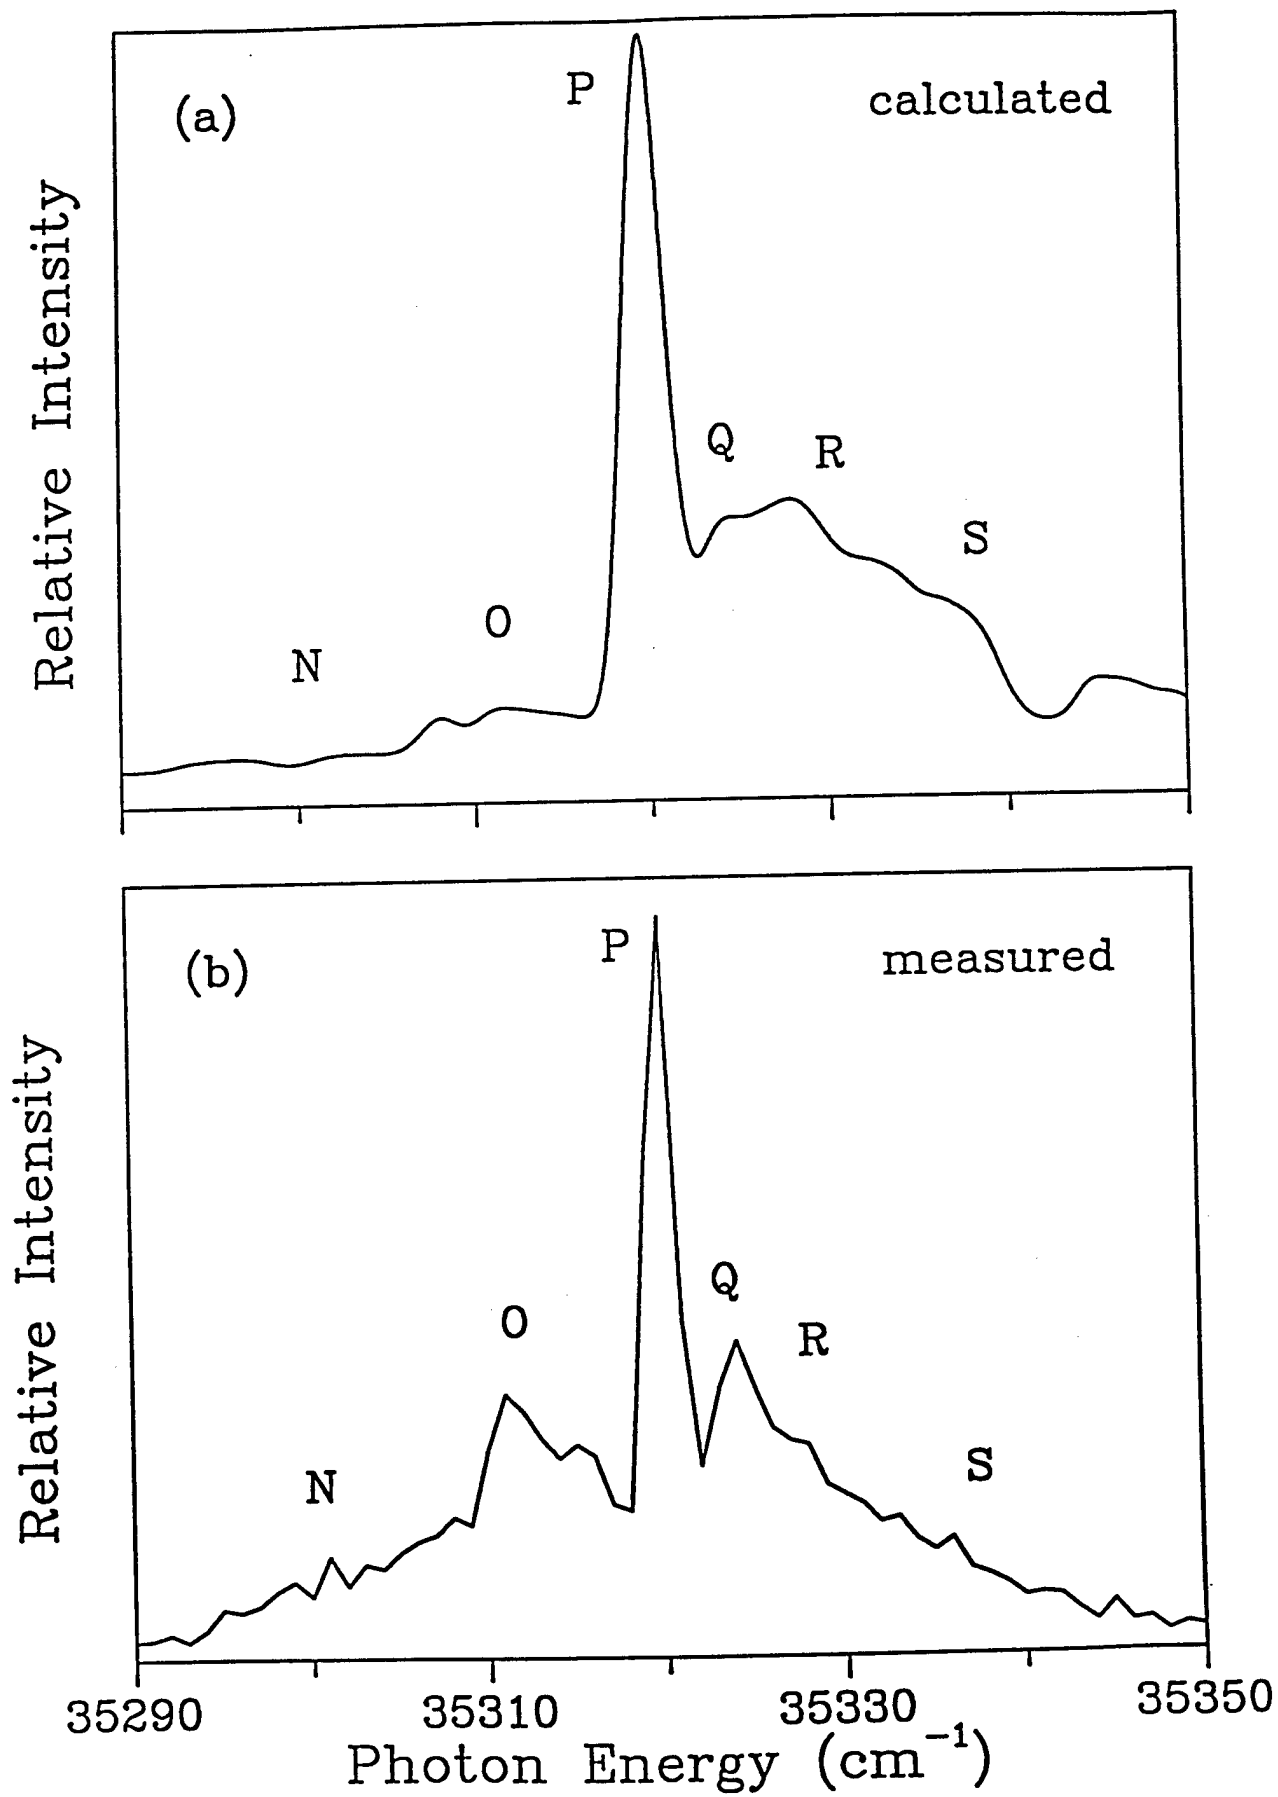 (a)
P
calculated
Q
R
S
O
N
Relative Intensity
(b)
P
measured
Q
O
R
N
S
Relative Intensity
35290 35310 35330 35350
Photon Energy (cm⁻¹)